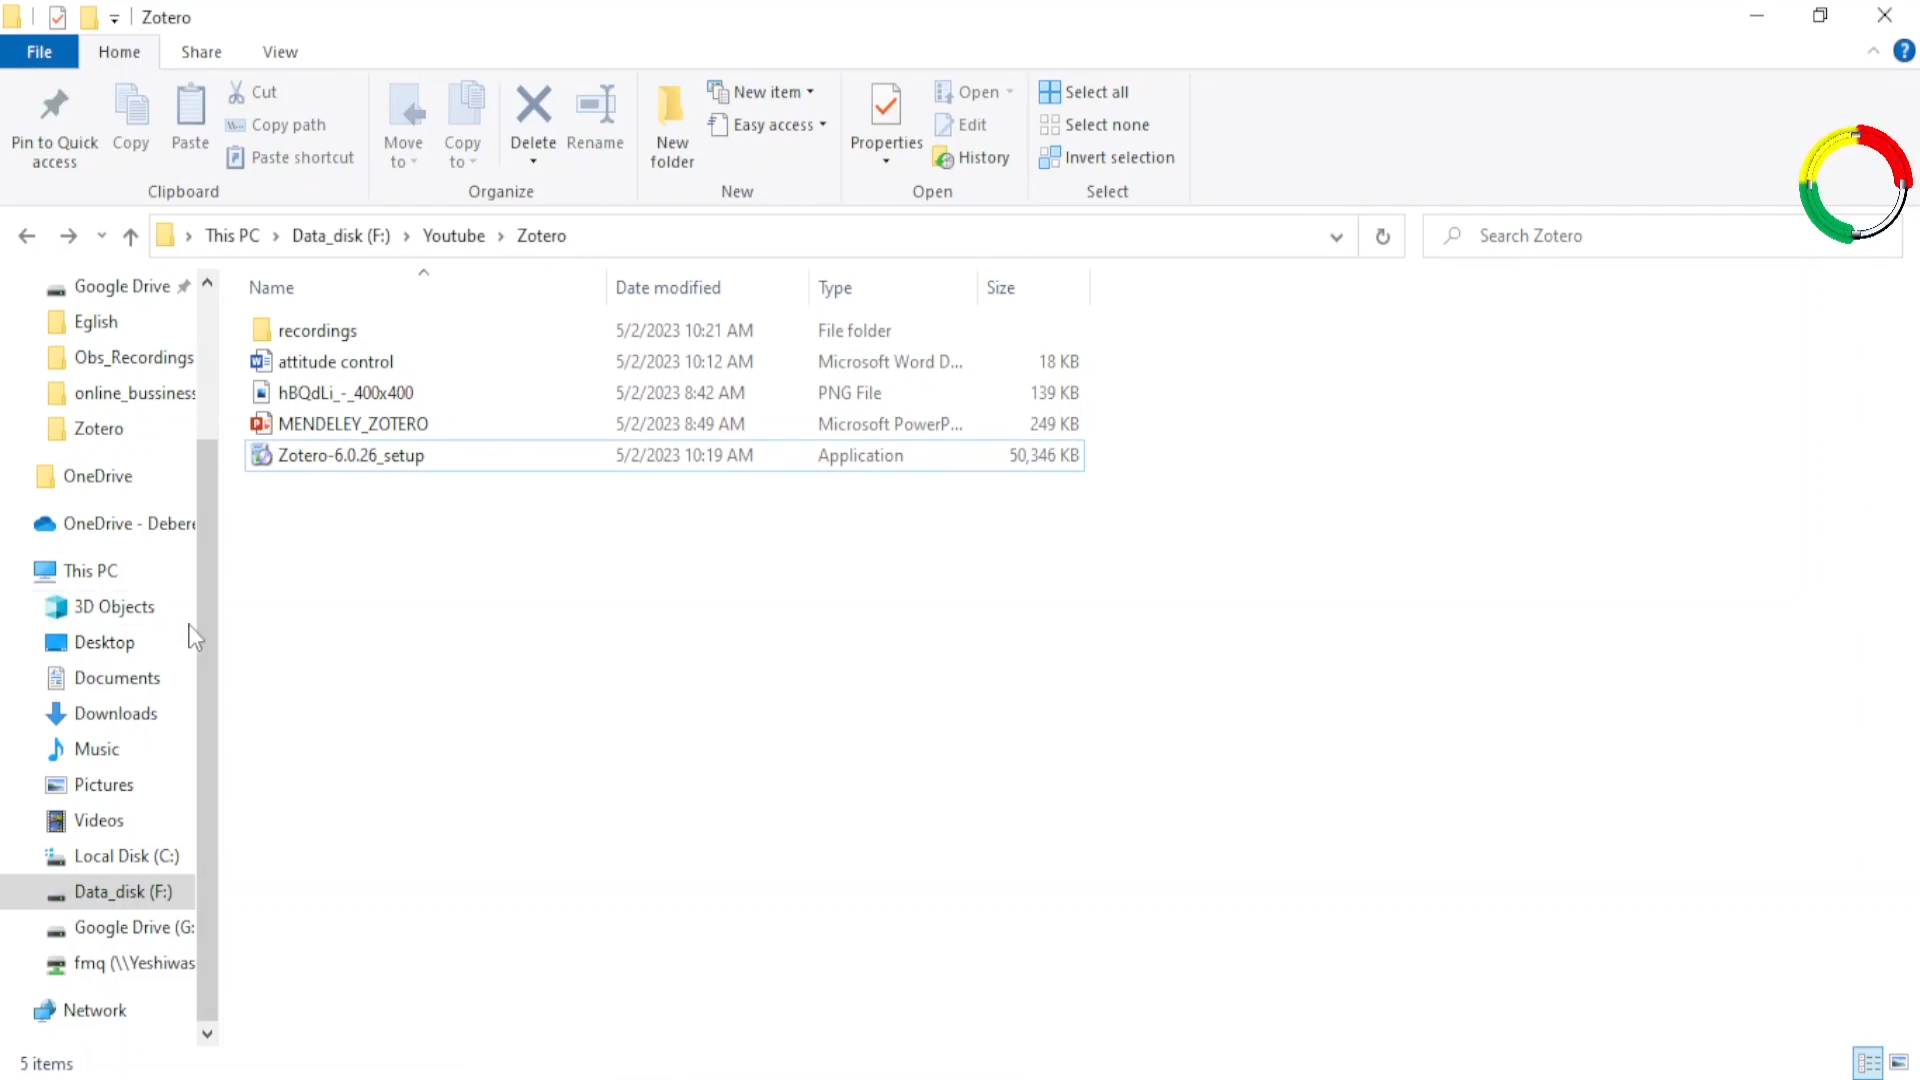 Zotero
File Home Share View
Pin to Quick access
Copy
Paste
Cut
Copy path
Paste shortcut
Clipboard
Move to
Copy to
Delete
Rename
Organize
New folder
New item
Easy access
New
Properties
Open
Edit
History
Open
Select all
Select none
Invert selection
Select
This PC > Data_disk (F:) > Youtube > Zotero
Search Zotero
Name Date modified Type Size
recordings 5/2/2023 10:21 AM File folder
attitude control 5/2/2023 10:12 AM Microsoft Word D... 18 KB
hBQdLi_-_400x400 5/2/2023 8:42 AM PNG File 139 KB
MENDELEY_ZOTERO 5/2/2023 8:49 AM Microsoft PowerP... 249 KB
Zotero-6.0.26_setup 5/2/2023 10:19 AM Application 50,346 KB
Google Drive
Eglish
Obs_Recordings
online_bussiness
Zotero
OneDrive
OneDrive - Debere
This PC
3D Objects
Desktop
Documents
Downloads
Music
Pictures
Videos
Local Disk (C:)
Data_disk (F:)
Google Drive (G:
fmq (\\Yeshiwas
Network
5 items